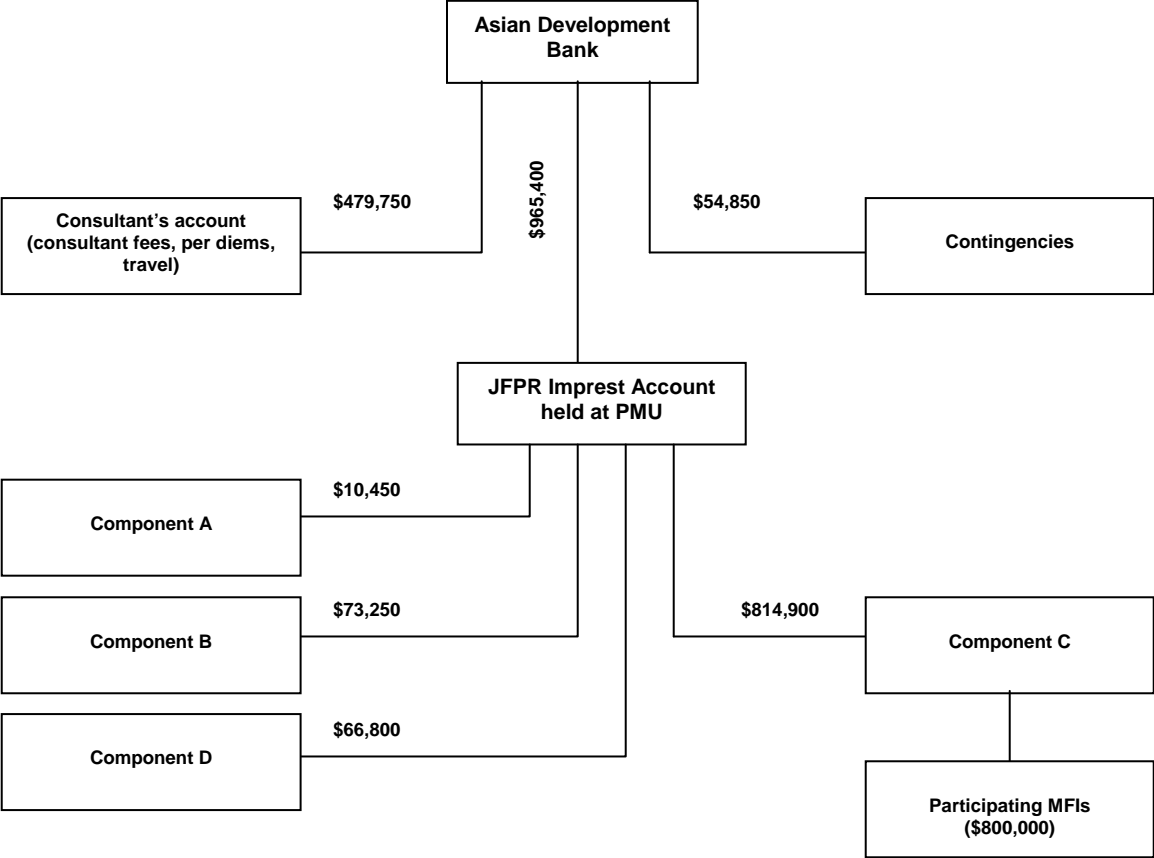 Asian Development
Bank
$479,750
$965,400
$54,850
Consultant’s account
(consultant fees, per diems,
travel)
Contingencies
JFPR Imprest Account
held at PMU
$10,450
Component A
$73,250
$814,900
Component B
Component C
$66,800
Component D
Participating MFIs
($800,000)